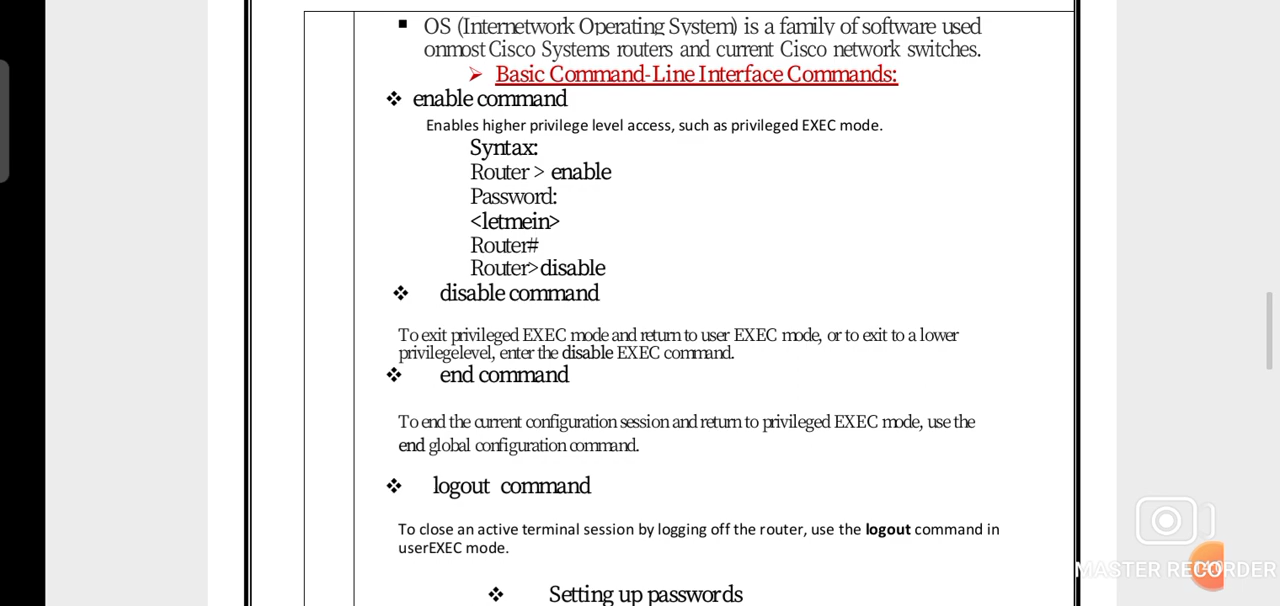 ▪ OS (Internetwork Operating System) is a family of software used
onmost Cisco Systems routers and current Cisco network switches.
➢ Basic Command-Line Interface Commands:
❖ enable command
Enables higher privilege level access, such as privileged EXEC mode.
Syntax:
Router > enable
Password:
<letmein>
Router#
Router>disable
❖ disable command
To exit privileged EXEC mode and return to user EXEC mode, or to exit to a lower
privilegelevel, enter the disable EXEC command.
❖ end command
To end the current configuration session and return to privileged EXEC mode, use the
end global configuration command.
❖ logout command
To close an active terminal session by logging off the router, use the logout command in
userEXEC mode.
❖ Setting up passwords
MASTER RECORDER